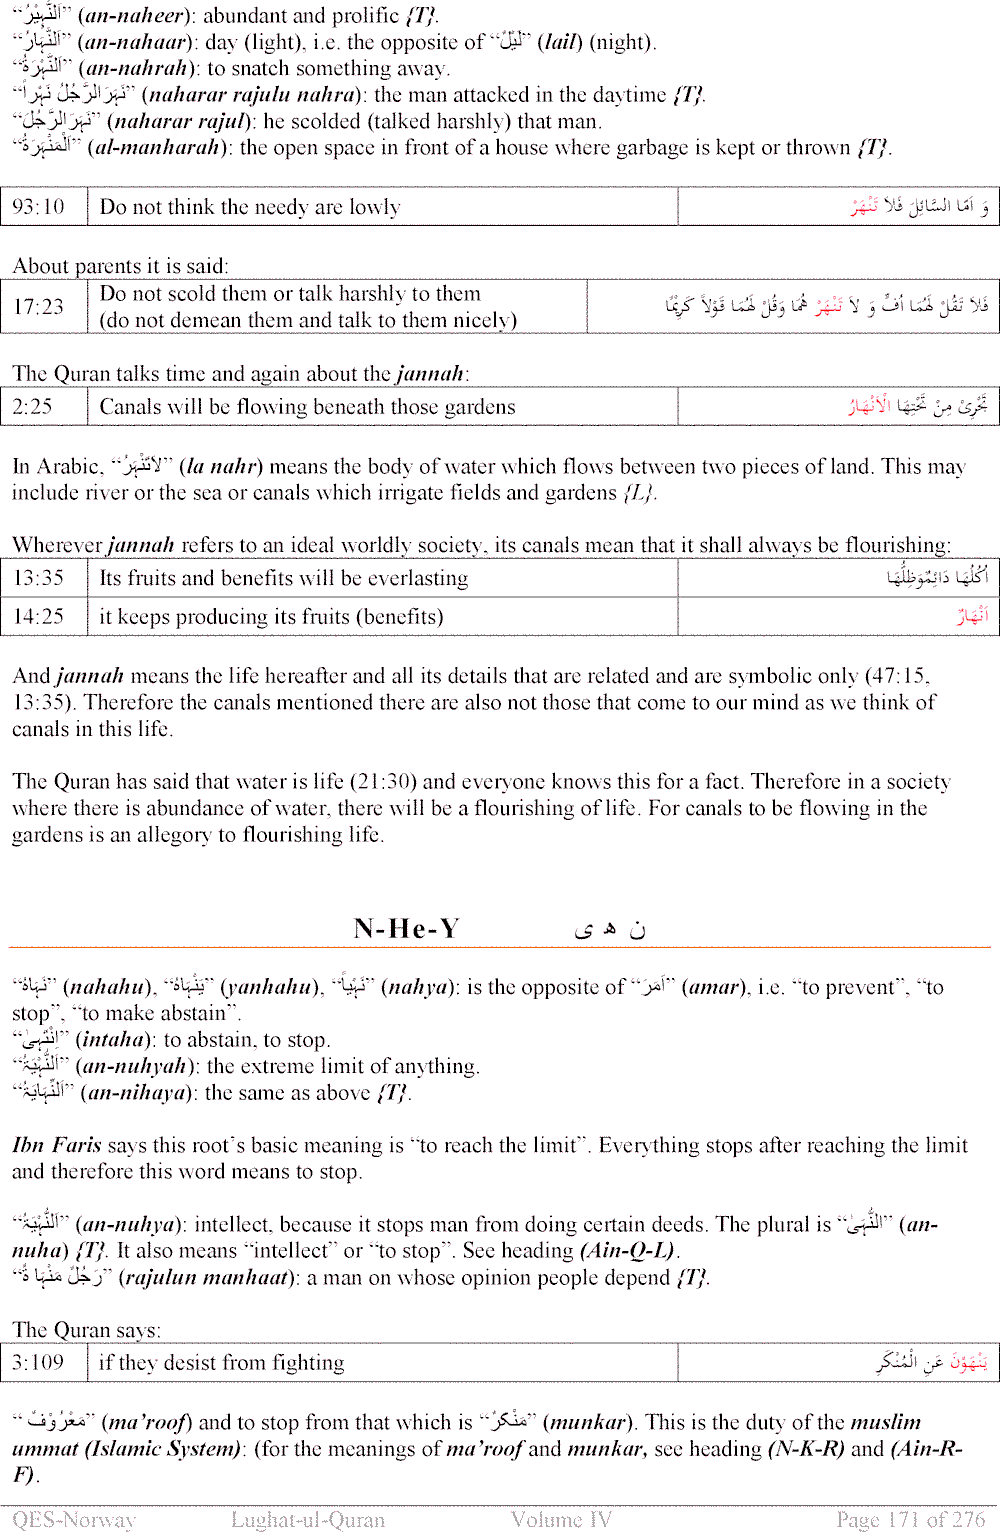 “اَلنَّہِيْرُ” (an-naheer): abundant and prolific {T}.
“اَلنَّہَارُ” (an-nahaar): day (light), i.e. the opposite of “لَيْلٌ” (lail) (night).
“اَلنَّہْرَۃُ” (an-nahrah): to snatch something away.
“نَہَرَ الرَّجُلُ نَہْراً” (naharar rajulu nahra): the man attacked in the daytime {T}.
“نَہَرَ الرَّجُلَ” (naharar rajul): he scolded (talked harshly) that man.
“اَلْمَنْہَرَۃُ” (al-manharah): the open space in front of a house where garbage is kept or thrown {T}.
93:10 Do not think the needy are lowly وَ اَمَّا السَّائِلَ فَلاَ تَنْهَرْ
About parents it is said:
17:23 Do not scold them or talk harshly to them
(do not demean them and talk to them nicely) فَلاَ تَقُلْ لَهُمَا اُفٍّ وَ لاَ تَنْهَرْ هُمَا وَقُلْ لَهُمَا قَوْلاً كَرِيْمًا
The Quran talks time and again about the jannah:
2:25 Canals will be flowing beneath those gardens تَجْرِىْ مِنْ تَحْتِهَا الْاَنْهَارُ
In Arabic, “لاَتَنْہَرْ” (la nahr) means the body of water which flows between two pieces of land. This may
include river or the sea or canals which irrigate fields and gardens {L}.
Wherever jannah refers to an ideal worldly society, its canals mean that it shall always be flourishing:
13:35 Its fruits and benefits will be everlasting اُكُلُهَا دَائِمٌوَظِلُّهَا
14:25 it keeps producing its fruits (benefits) اَنْهَارٌ
And jannah means the life hereafter and all its details that are related and are symbolic only (47:15,
13:35). Therefore the canals mentioned there are also not those that come to our mind as we think of
canals in this life.
The Quran has said that water is life (21:30) and everyone knows this for a fact. Therefore in a society
where there is abundance of water, there will be a flourishing of life. For canals to be flowing in the
gardens is an allegory to flourishing life.
N-He-Y ن ھ ی
“نَہَاہُ” (nahahu), “يَنْہَاہُ” (yanhahu), “نَہْياً” (nahya): is the opposite of “اَمَرَ” (amar), i.e. “to prevent”, “to
stop”, “to make abstain”.
“اِنْتَہیٰ” (intaha): to abstain, to stop.
“اَلنُّہْيَۃُ” (an-nuhyah): the extreme limit of anything.
“اَلنِّہَايَۃُ” (an-nihaya): the same as above {T}.
Ibn Faris says this root’s basic meaning is “to reach the limit”. Everything stops after reaching the limit
and therefore this word means to stop.
“اَلنُّہْيَۃُ” (an-nuhya): intellect, because it stops man from doing certain deeds. The plural is “النُّہَیٰ” (an-
nuha) {T}. It also means “intellect” or “to stop”. See heading (Ain-Q-L).
“رَجُلٌ مَنْہَا ۃٌ” (rajulun manhaat): a man on whose opinion people depend {T}.
The Quran says:
3:109 if they desist from fighting يَنْهَوْنَ عَنِ الْمُنْكَرِ
“ مَعْرُوْفٌ” (ma’roof) and to stop from that which is “مَنْکَرٌ” (munkar). This is the duty of the muslim
ummat (Islamic System): (for the meanings of ma’roof and munkar, see heading (N-K-R) and (Ain-R-
F).
QES-Norway Lughat-ul-Quran Volume IV Page 171 of 276